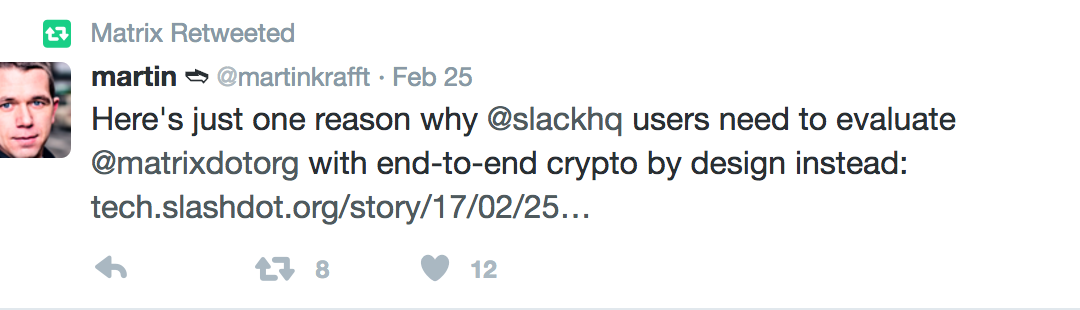 Matrix Retweeted
martin @martinkrafft · Feb 25
Here's just one reason why @slackhq users need to evaluate
@matrixdotorg with end-to-end crypto by design instead:
tech.slashdot.org/story/17/02/25…
8 12